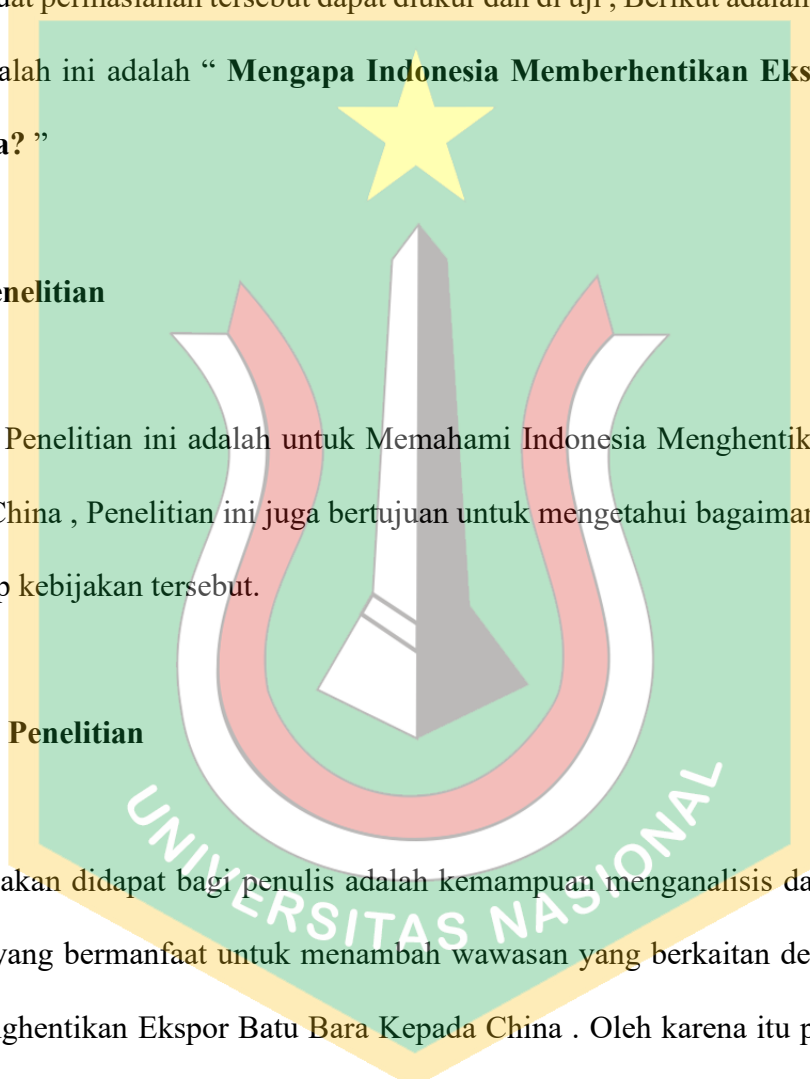 dat permasalahan tersebut dapat diukur dan di uji , Berikut adalah
alah ini adalah “ Mengapa Indonesia Memberhentikan Eks
a? ”
enelitian
Penelitian ini adalah untuk Memahami Indonesia Menghentik
China , Penelitian ini juga bertujuan untuk mengetahui bagaimar
p kebijakan tersebut.
Penelitian
UNIVERSITAS NASIONAL
akan didapat bagi penulis adalah kemampuan menganalisis da
yang bermanfaat untuk menambah wawasan yang berkaitan de
nghentikan Ekspor Batu Bara Kepada China . Oleh karena itu p